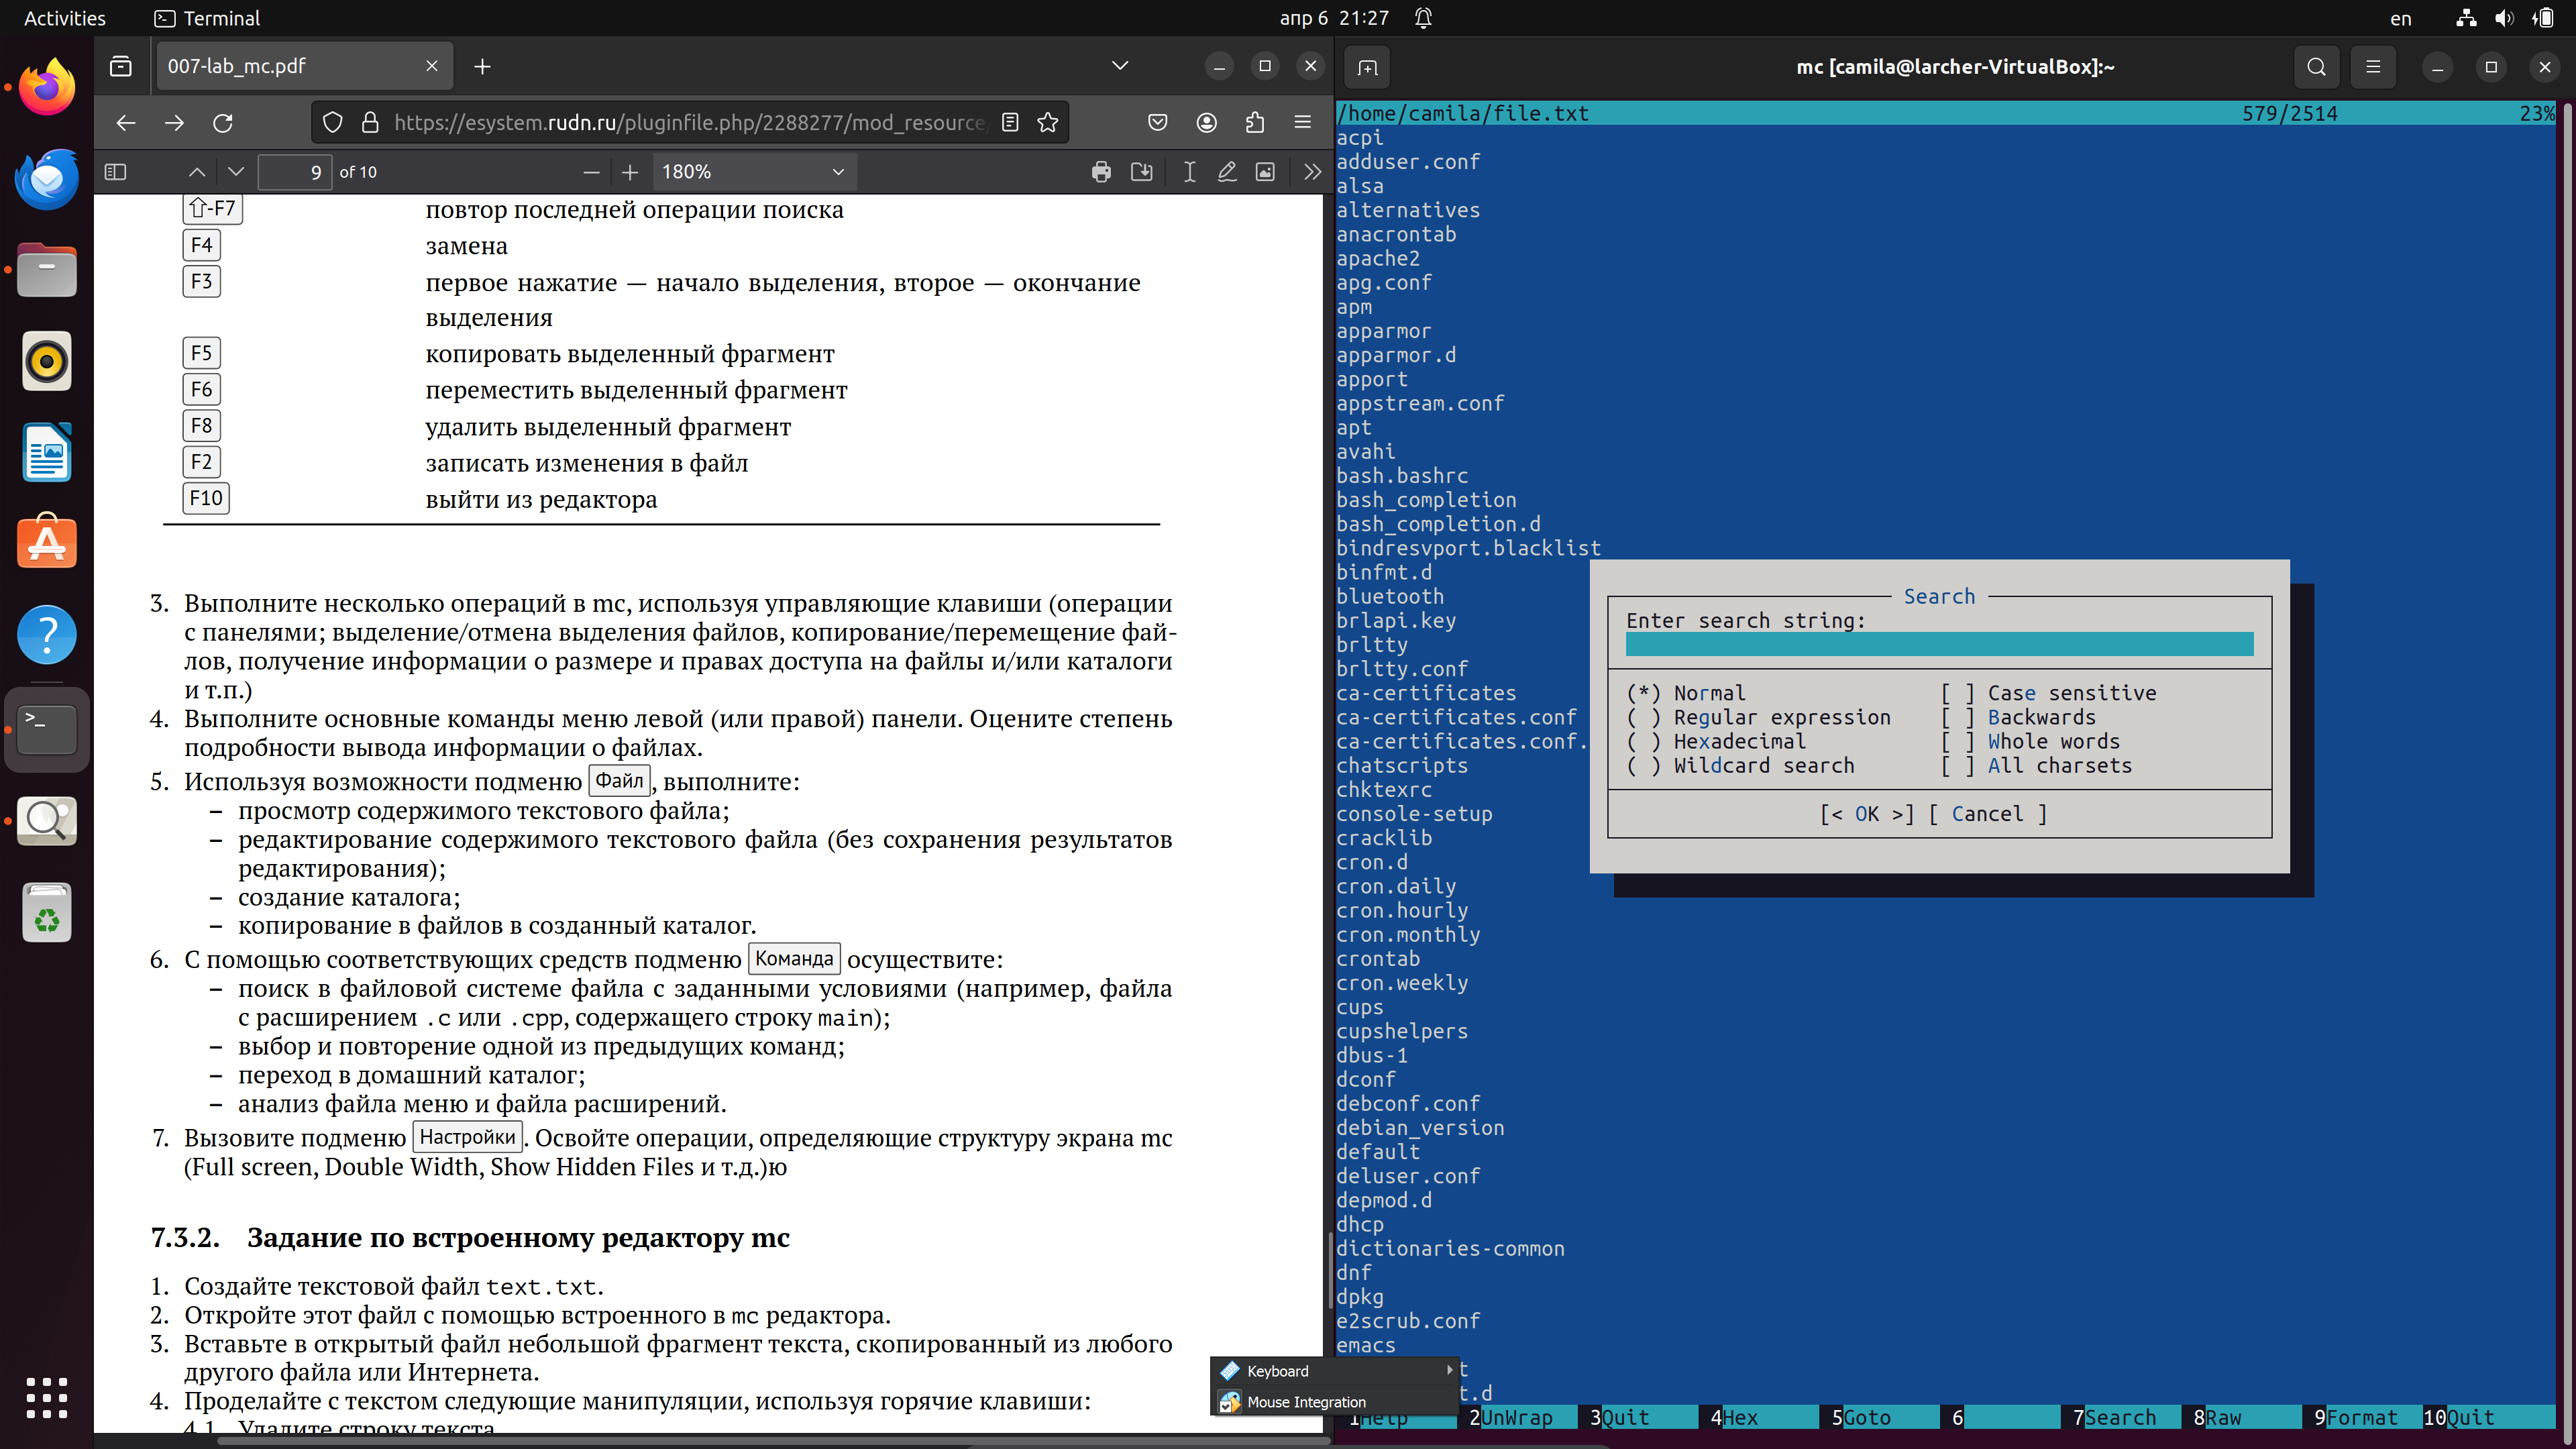 Activities
Terminal
апр 6 21:27
en
007-lab_mc.pdf
mc [camila@larcher-VirtualBox]:~
https://esystem.rudn.ru/pluginfile.php/2288277/mod_resource/
9 of 10
180%
⇧-F7 повтор последней операции поиска
F4 замена
F3 первое нажатие — начало выделения, второе — окончание
выделения
F5 копировать выделенный фрагмент
F6 переместить выделенный фрагмент
F8 удалить выделенный фрагмент
F2 записать изменения в файл
F10 выйти из редактора
3. Выполните несколько операций в mc, используя управляющие клавиши (операции
с панелями; выделение/отмена выделения файлов, копирование/перемещение фай-
лов, получение информации о размере и правах доступа на файлы и/или каталоги
и т.п.)
4. Выполните основные команды меню левой (или правой) панели. Оцените степень
подробности вывода информации о файлах.
5. Используя возможности подменю Файл, выполните:
– просмотр содержимого текстового файла;
– редактирование содержимого текстового файла (без сохранения результатов
редактирования);
– создание каталога;
– копирование в файлов в созданный каталог.
6. С помощью соответствующих средств подменю Команда осуществите:
– поиск в файловой системе файла с заданными условиями (например, файла
с расширением .c или .cpp, содержащего строку main);
– выбор и повторение одной из предыдущих команд;
– переход в домашний каталог;
– анализ файла меню и файла расширений.
7. Вызовите подменю Настройки. Освойте операции, определяющие структуру экрана mc
(Full screen, Double Width, Show Hidden Files и т.д.)ю
7.3.2. Задание по встроенному редактору mc
1. Создайте текстовой файл text.txt.
2. Откройте этот файл с помощью встроенного в mc редактора.
3. Вставьте в открытый файл небольшой фрагмент текста, скопированный из любого
другого файла или Интернета.
4. Проделайте с текстом следующие манипуляции, используя горячие клавиши:
4.1. Удалите строку текста.
Keyboard
Mouse Integration
/home/camila/file.txt 579/2514 23%
acpi
adduser.conf
alsa
alternatives
anacrontab
apache2
apg.conf
apm
apparmor
apparmor.d
apport
appstream.conf
apt
avahi
bash.bashrc
bash_completion
bash_completion.d
bindresvport.blacklist
binfmt.d
bluetooth
brlapi.key
brltty
brltty.conf
ca-certificates
ca-certificates.conf
ca-certificates.conf.
chatscripts
chktexrc
console-setup
cracklib
cron.d
cron.daily
cron.hourly
cron.monthly
crontab
cron.weekly
cups
cupshelpers
dbus-1
dconf
debconf.conf
debian_version
default
deluser.conf
depmod.d
dhcp
dictionaries-common
dnf
dpkg
e2scrub.conf
emacs
t
t.d
Search
Enter search string:
(*) Normal [ ] Case sensitive
( ) Regular expression [ ] Backwards
( ) Hexadecimal [ ] Whole words
( ) Wildcard search [ ] All charsets
[< OK >] [ Cancel ]
1Help 2UnWrap 3Quit 4Hex 5Goto 6 7Search 8Raw 9Format 10Quit